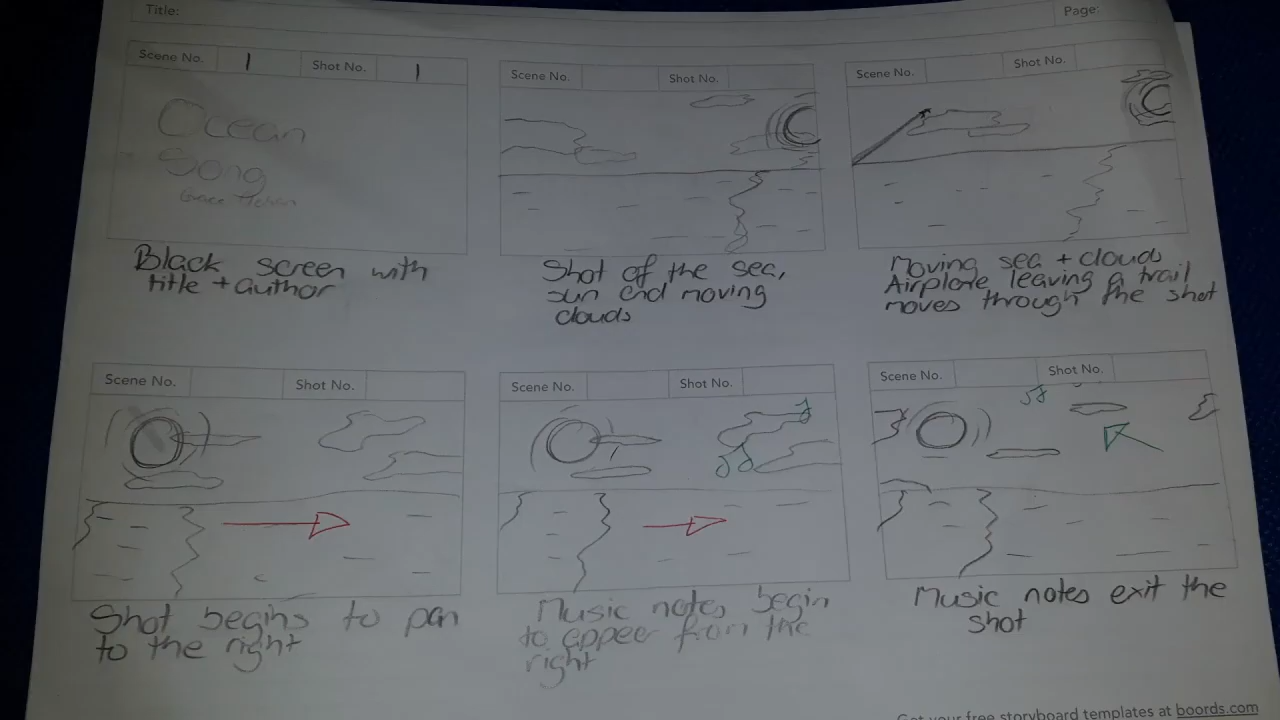 Title:
Page:
Scene No. 1 Shot No. 1
Ocean
Song
Black screen with
title + author
Scene No. Shot No.
Shot of the sea,
sun and moving
clouds
Scene No. Shot No.
Moving sea + clouds
Airplane leaving a trail
moves through the shot
Scene No. Shot No.
Shot begins to pan
to the right
Scene No. Shot No.
Music notes begin
to appear from the
right
Scene No. Shot No.
Music notes exit the
shot
Get your free storyboard templates at boords.com